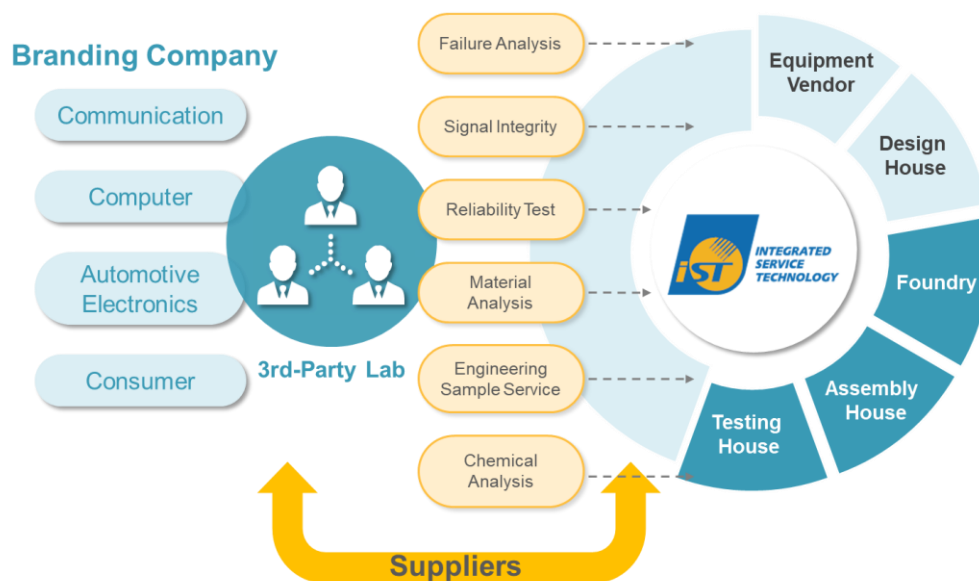 Branding Company
Communication
Computer
Automotive
Electronics
Consumer
3rd-Party Lab
Failure Analysis
Signal Integrity
Reliability Test
Material
Analysis
Engineering
Sample Service
Chemical
Analysis
Equipment
Vendor
Design
House
Foundry
Assembly
House
Testing
House
iST
INTEGRATED
SERVICE
TECHNOLOGY
Suppliers